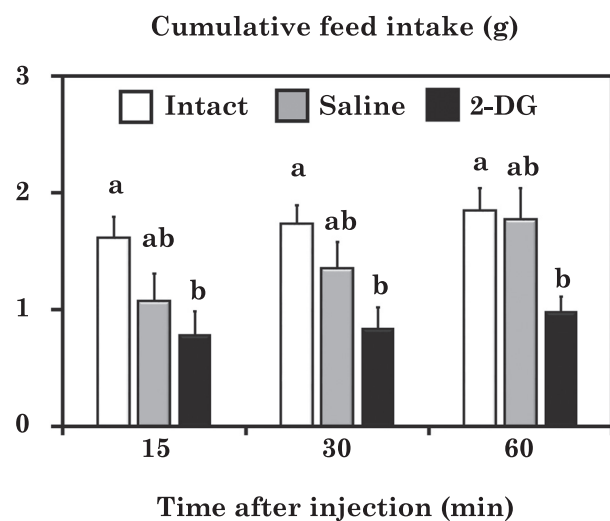 Cumulative feed intake (g)
3
Intact Saline 2-DG
a
a
a ab
2
ab
ab
b
b
b
1
0
15 30 60
Time after injection (min)